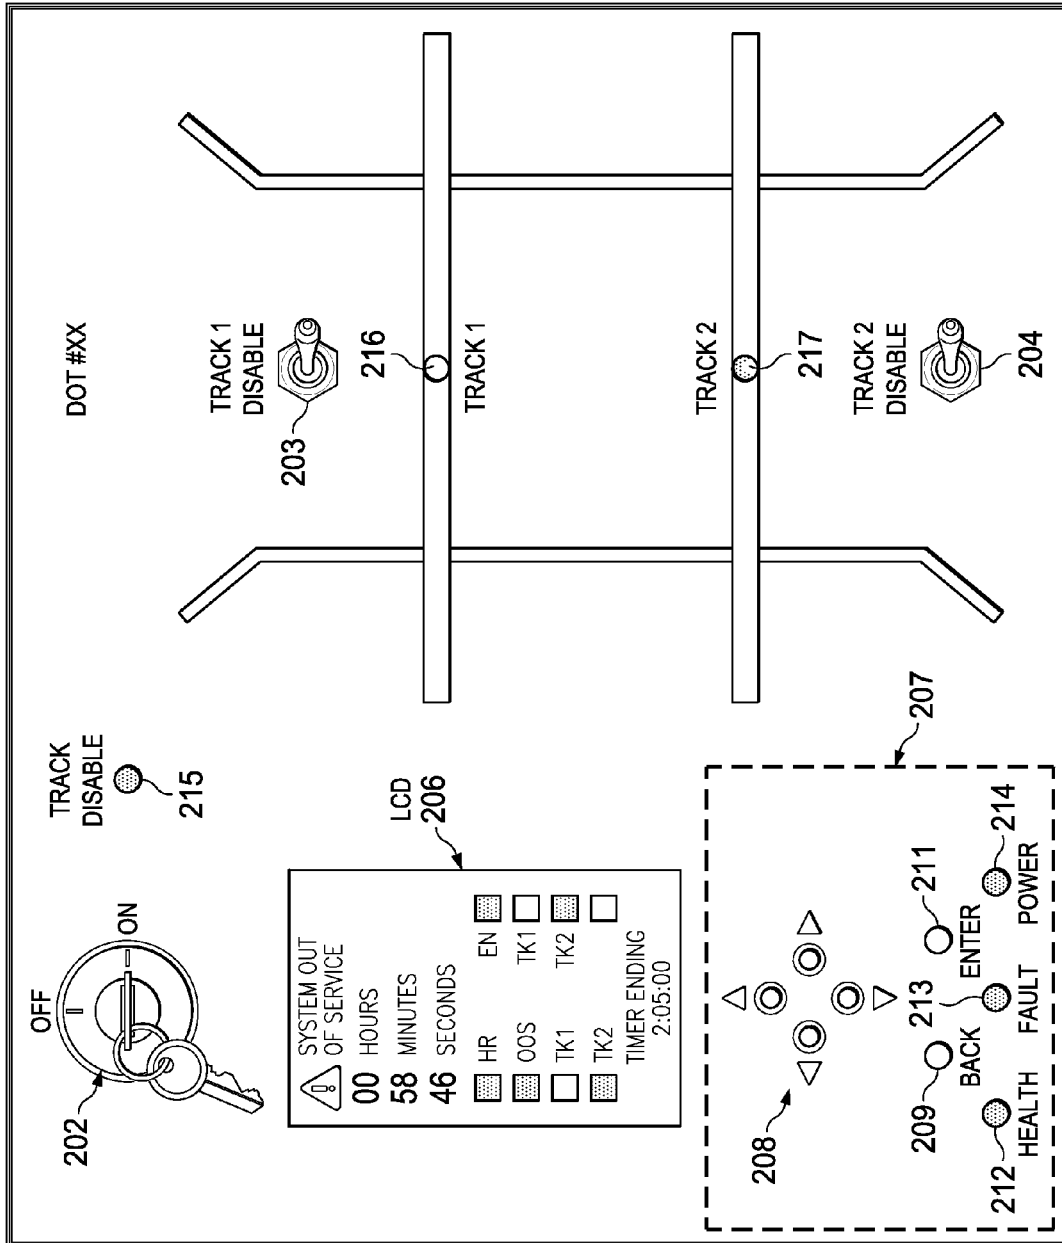 DOT #XX
OFF
ON
202
TRACK
DISABLE
215
TRACK 1
DISABLE
203
216
TRACK 1
TRACK 2
217
TRACK 2
DISABLE
204
LCD
206
SYSTEM OUT
OF SERVICE
00 HOURS
58 MINUTES
46 SECONDS
HR EN
OOS TK1
TK1 TK2
TK2
TIMER ENDING
2:05:00
207
208
209
BACK
211
ENTER
212
HEALTH
213
FAULT
214
POWER